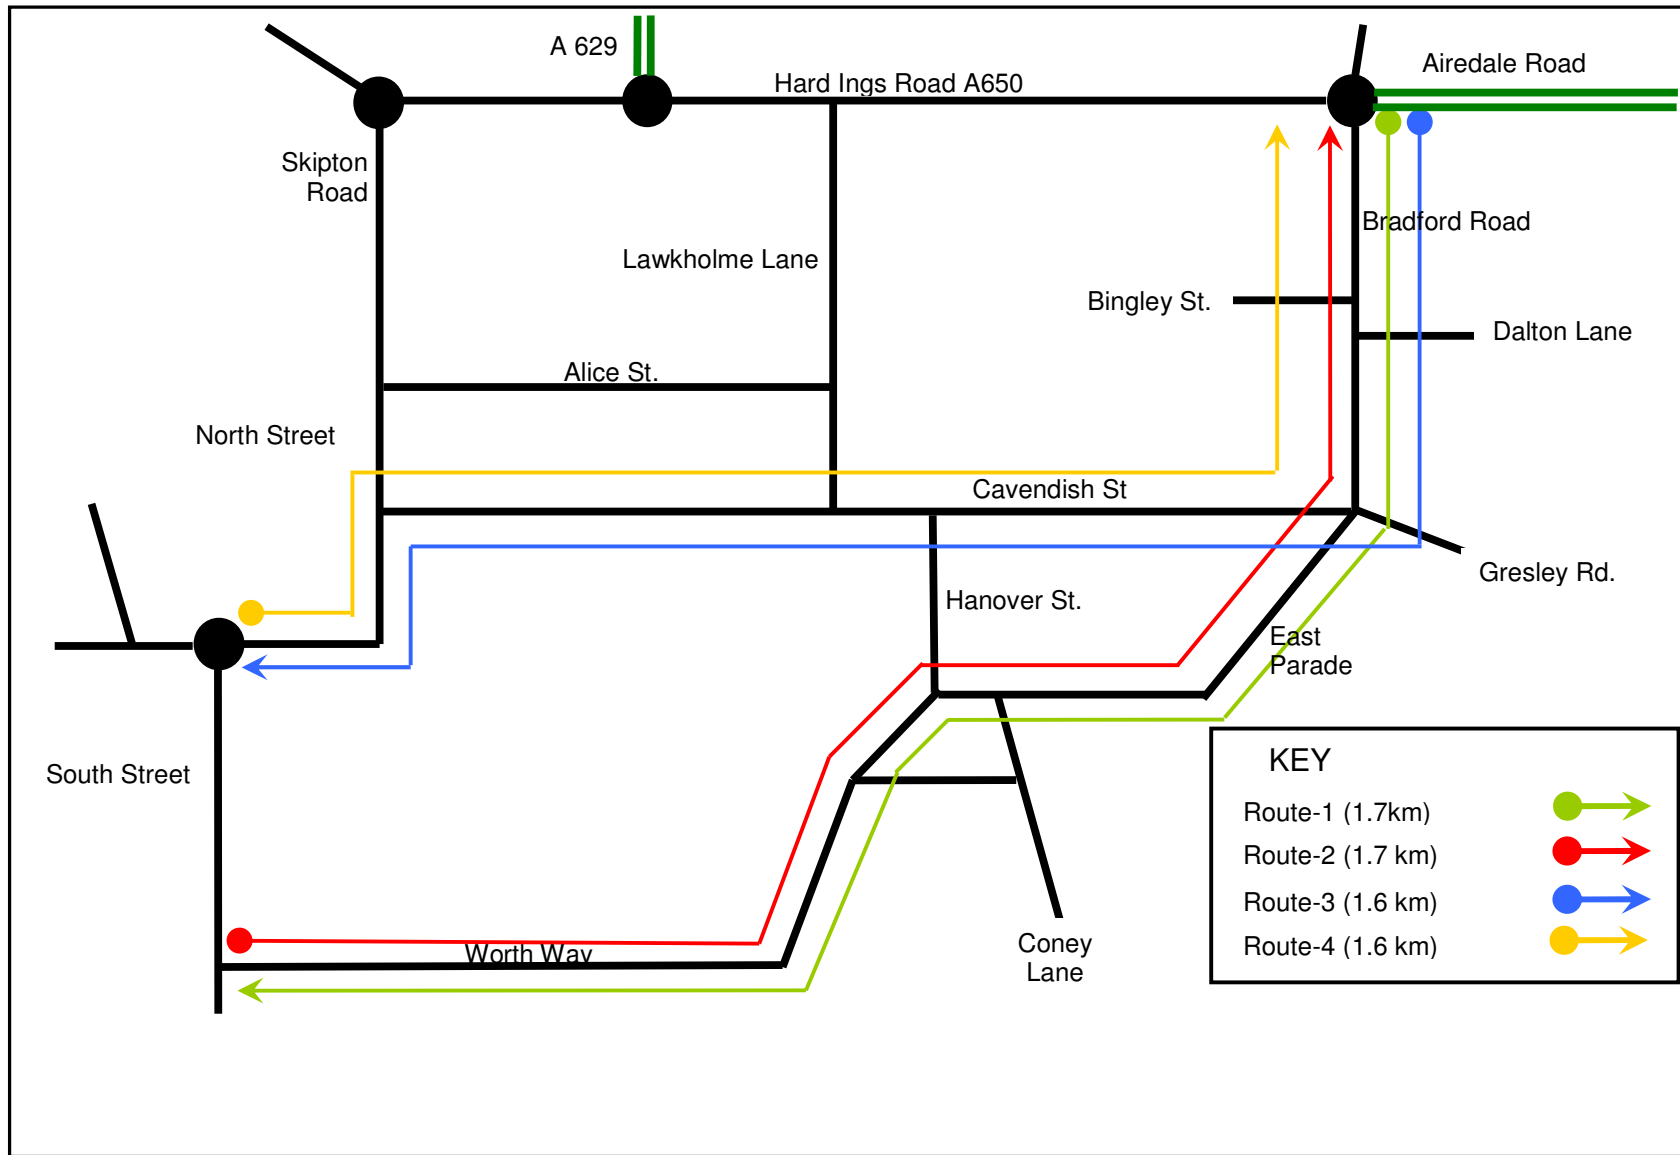 A 629
Hard Ings Road A650
Airedale Road
Skipton
Road
Bradford Road
Lawkholme Lane
Bingley St.
Dalton Lane
Alice St.
North Street
Cavendish St
Gresley Rd.
Hanover St.
East
Parade
South Street
KEY
Route-1 (1.7km)
Route-2 (1.7 km)
Route-3 (1.6 km)
Route-4 (1.6 km)
Worth Way
Coney
Lane